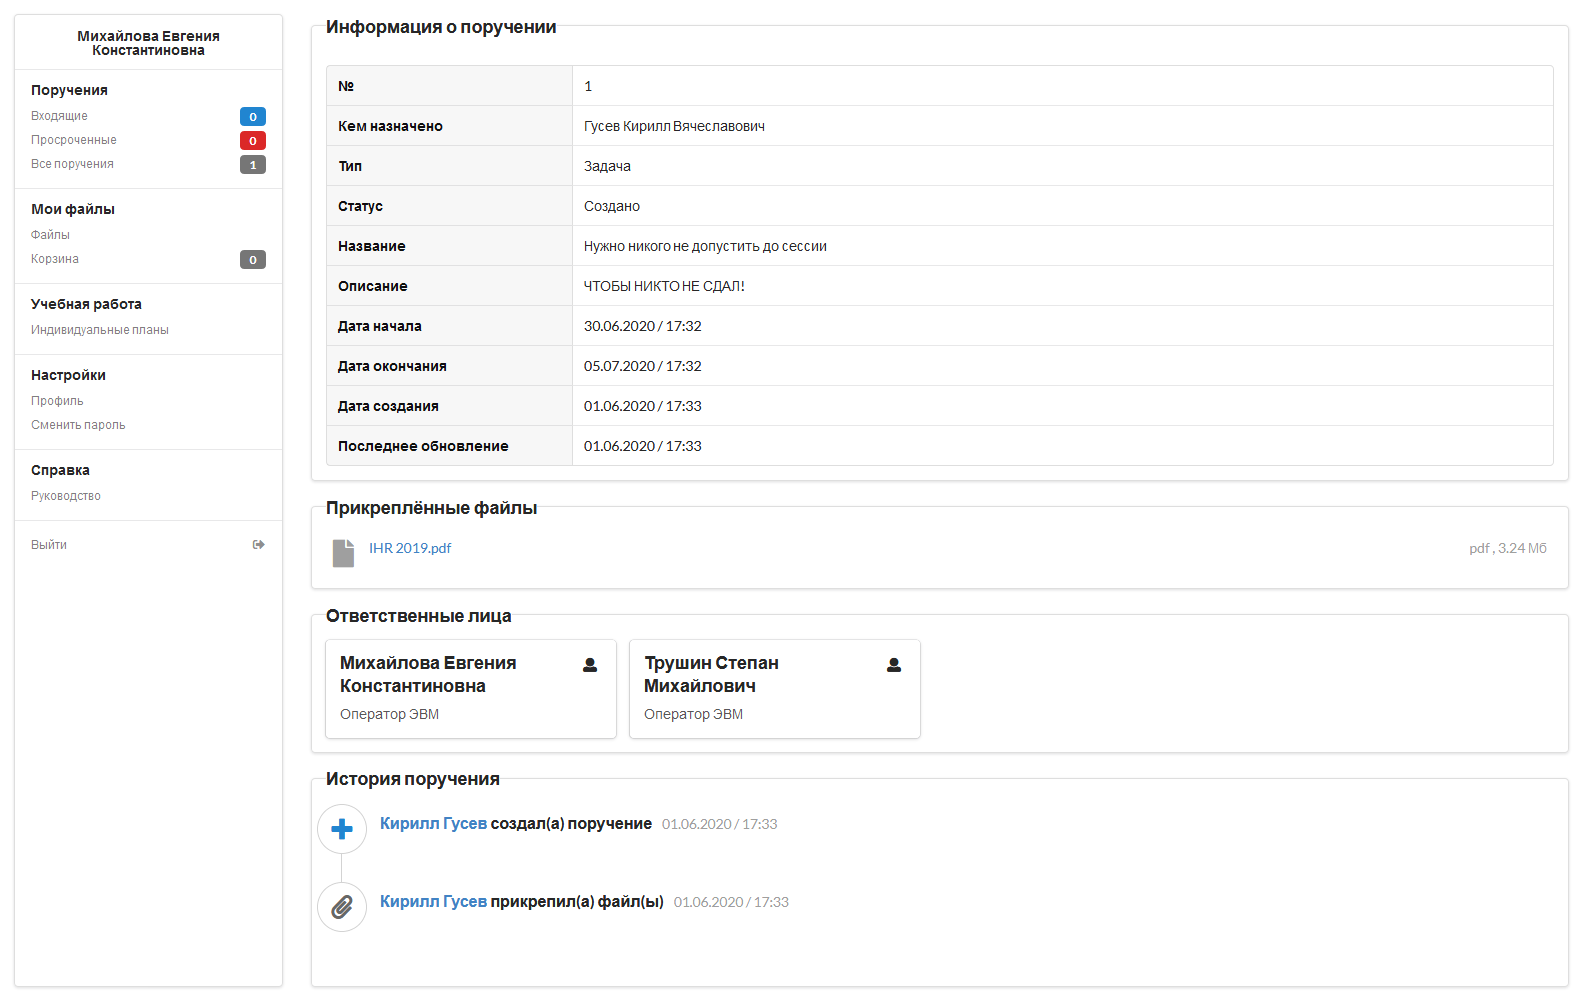 Михайлова Евгения
Константиновна
Поручения
Входящие 0
Просроченные 0
Все поручения 1
Мои файлы
Файлы
Корзина 0
Учебная работа
Индивидуальные планы
Настройки
Профиль
Сменить пароль
Справка
Руководство
Выйти
Информация о поручении
№ 1
Кем назначено Гусев Кирилл Вячеславович
Тип Задача
Статус Создано
Название Нужно никого не допустить до сессии
Описание ЧТОБЫ НИКТО НЕ СДАЛ!
Дата начала 30.06.2020 / 17:32
Дата окончания 05.07.2020 / 17:32
Дата создания 01.06.2020 / 17:33
Последнее обновление 01.06.2020 / 17:33
Прикреплённые файлы
IHR 2019.pdf pdf , 3.24 Мб
Ответственные лица
Михайлова Евгения
Константиновна
Оператор ЭВМ
Трушин Степан
Михайлович
Оператор ЭВМ
История поручения
Кирилл Гусев создал(а) поручение 01.06.2020 / 17:33
Кирилл Гусев прикрепил(а) файл(ы) 01.06.2020 / 17:33